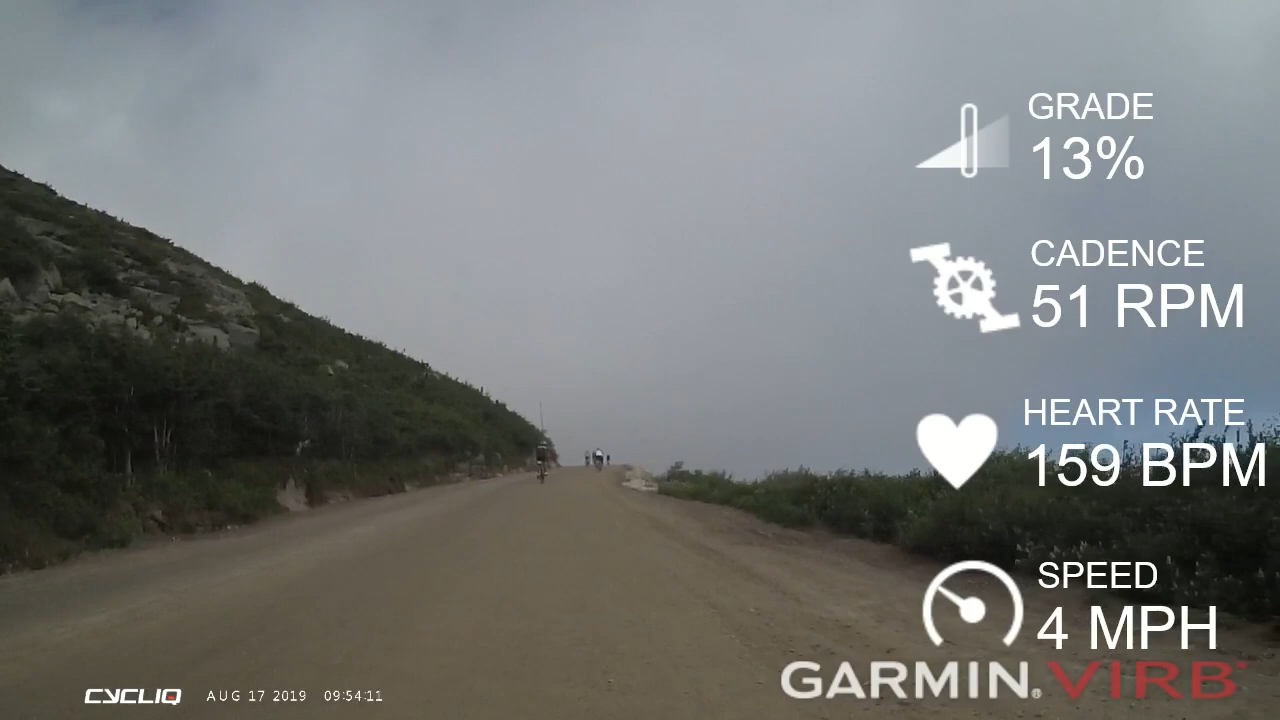 GRADE
13%
CADENCE
51 RPM
HEART RATE
159 BPM
SPEED
4 MPH
GARMIN® VIRB™
CYCLIQ AUG 17 2019 09:54:11